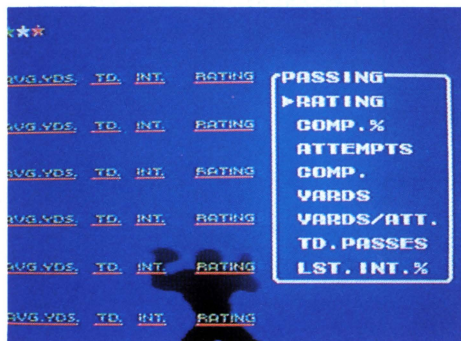 AVG.YDS. TD. INT. RATING
AVG.YDS. TD. INT. RATING
AVG.YDS. TD. INT. RATING
AVG.YDS. TD. INT. RATING
AVG.YDS. TD. INT. RATING
AVG.YDS. TD. INT. RATING
PASSING
RATING
COMP.%
ATTEMPTS
COMP.
YARDS
YARDS/ATT.
TD.PASSES
LST.INT.%